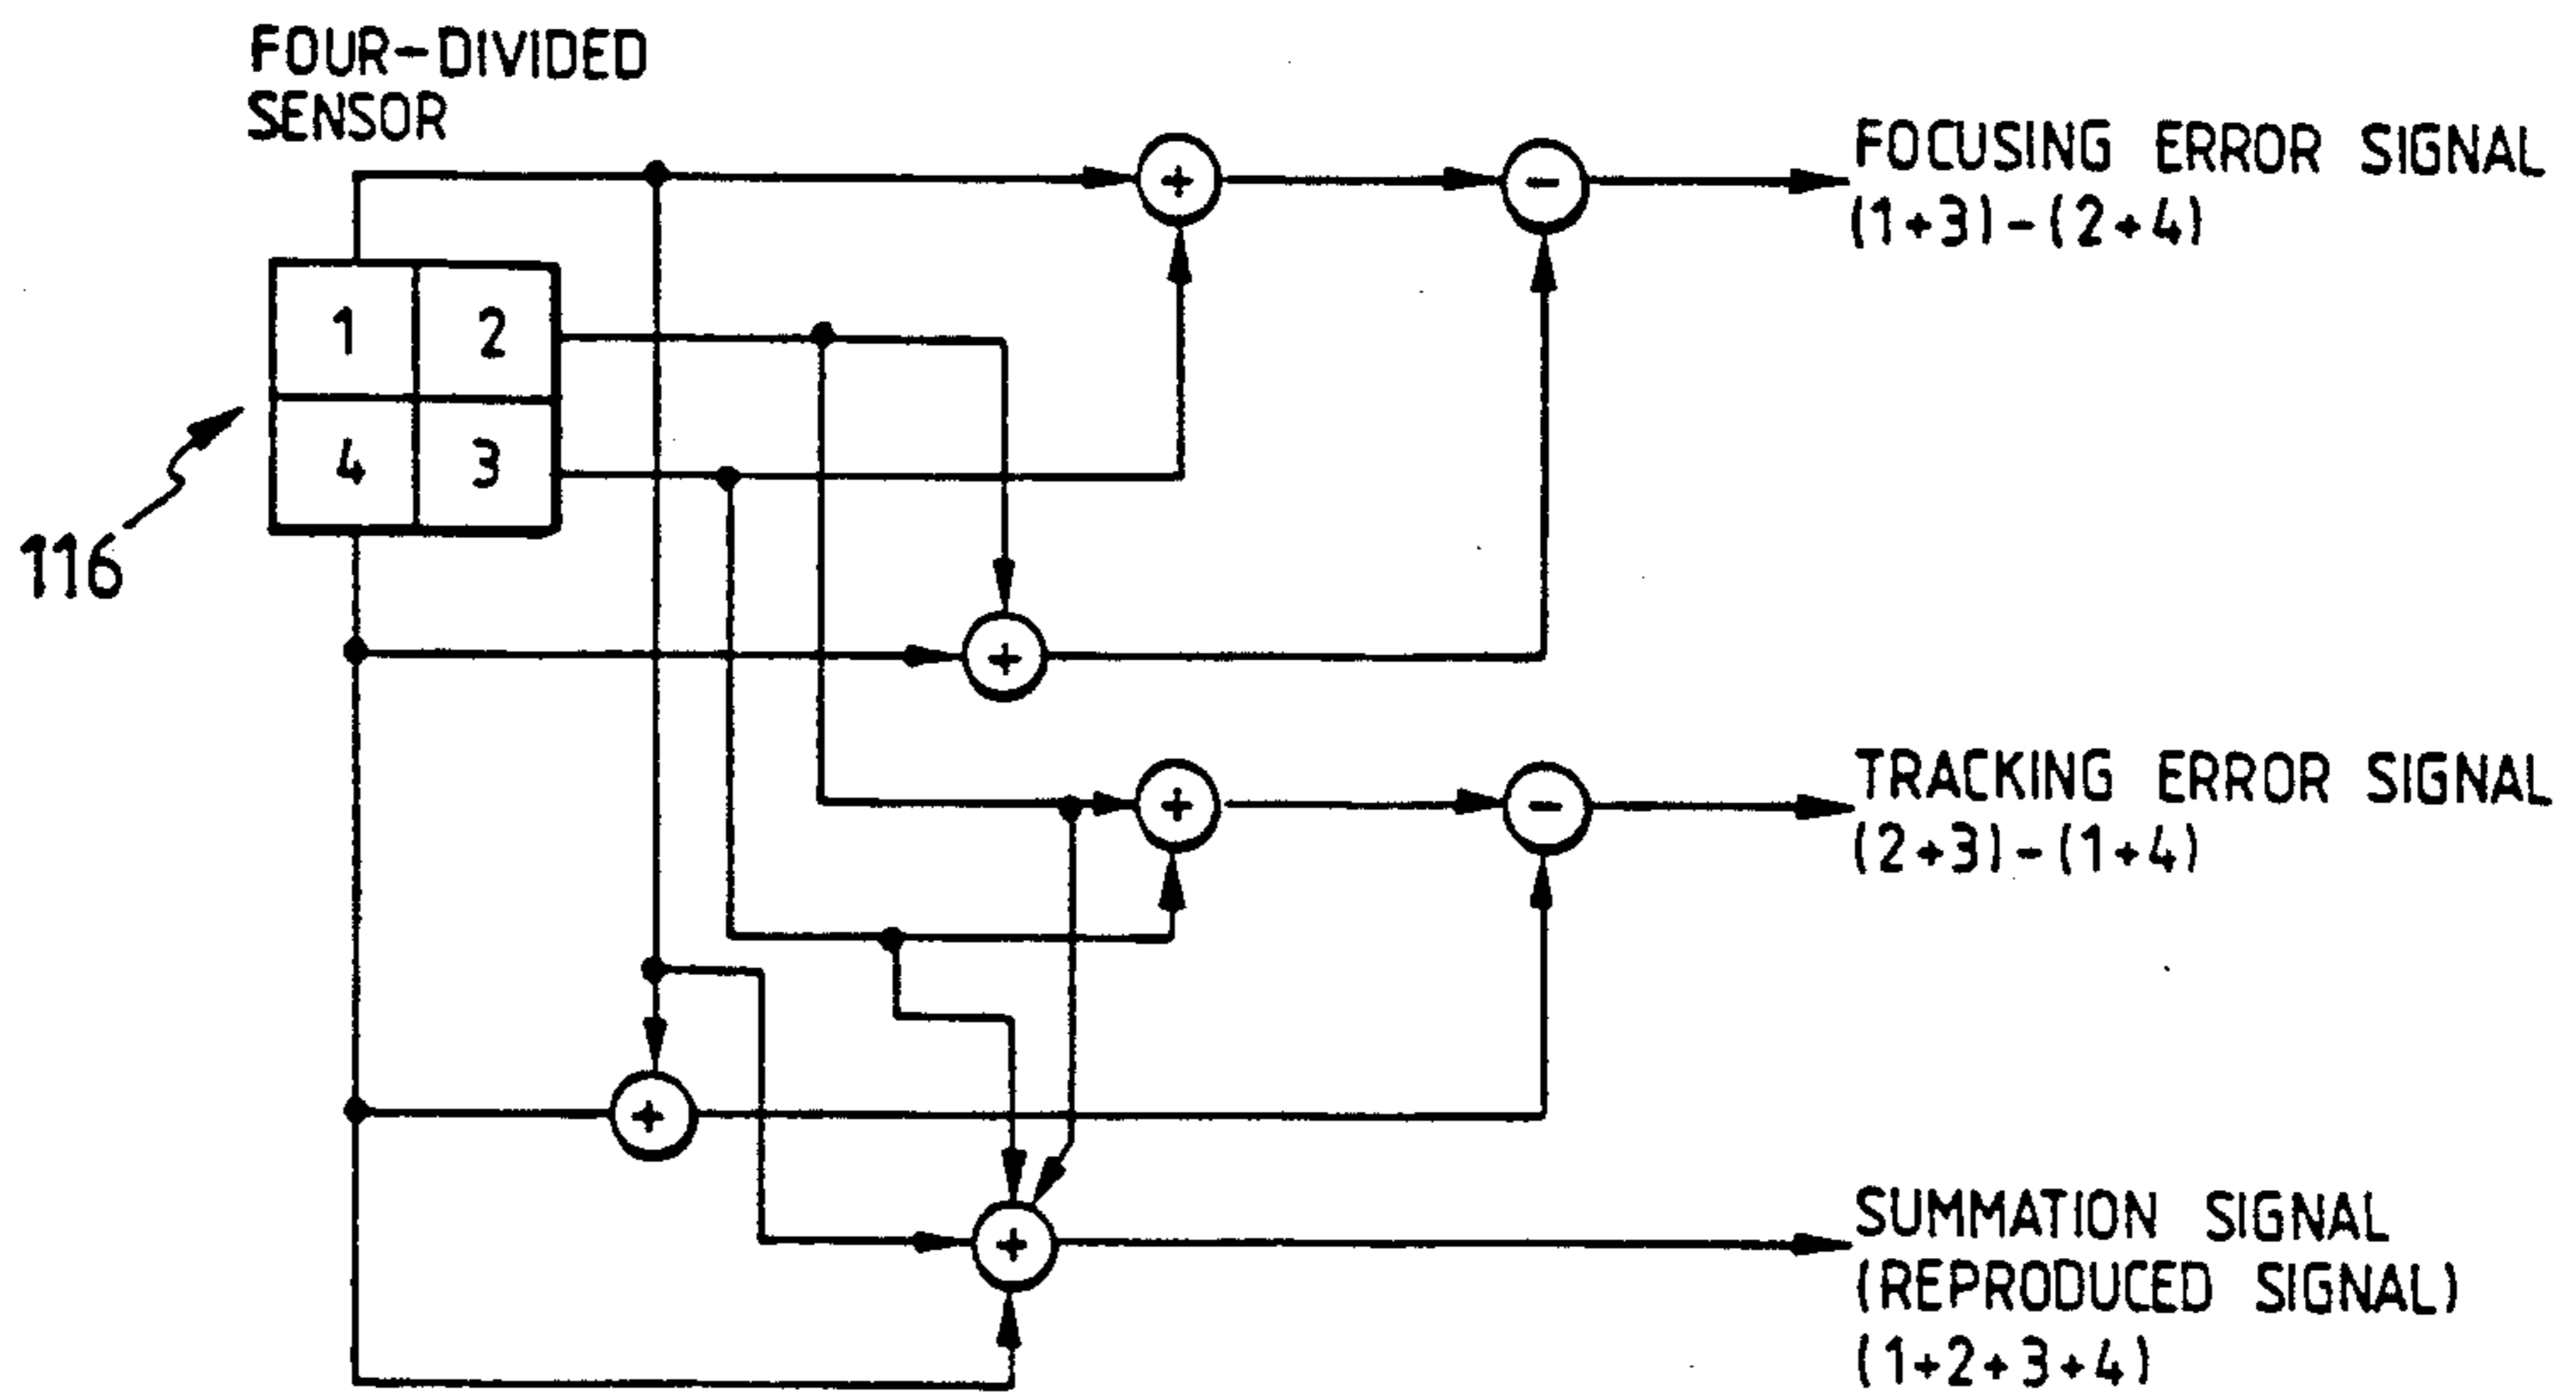 FOUR-DIVIDED
SENSOR
FOCUSING ERROR SIGNAL
(1+3)-(2+4)
1
2
4
3
116
+
-
+
TRACKING ERROR SIGNAL
(2+3)-(1+4)
+
-
+
SUMMATION SIGNAL
(REPRODUCED SIGNAL)
(1+2+3+4)
+